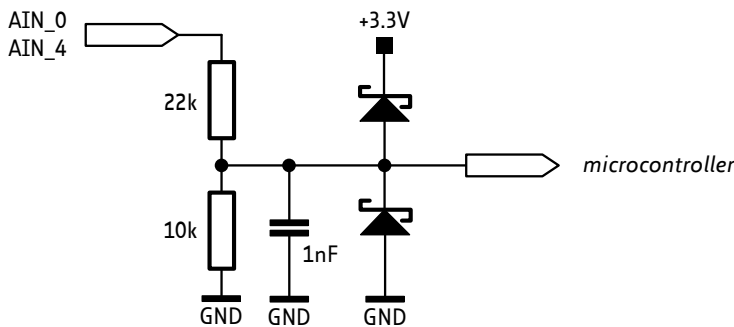 AIN_0
AIN_4
+3.3V
22k
microcontroller
10k
1nF
GND
GND
GND